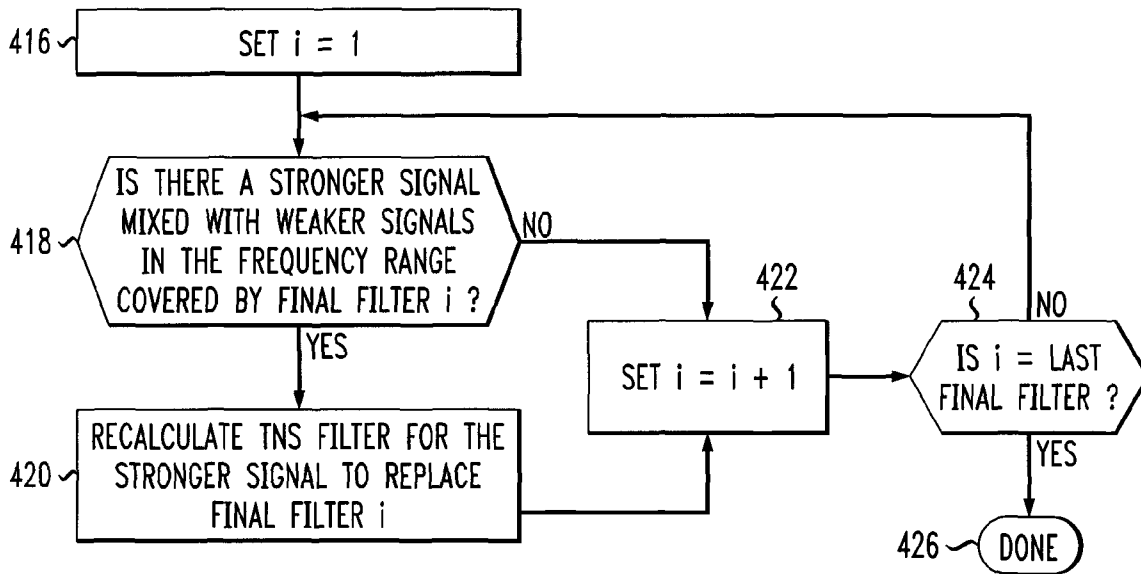 416
SET i = 1
418
IS THERE A STRONGER SIGNAL
MIXED WITH WEAKER SIGNALS
IN THE FREQUENCY RANGE
COVERED BY FINAL FILTER i ?
NO
YES
420
RECALCULATE TNS FILTER FOR THE
STRONGER SIGNAL TO REPLACE
FINAL FILTER i
422
SET i = i + 1
424
IS i = LAST
FINAL FILTER ?
NO
YES
426
DONE